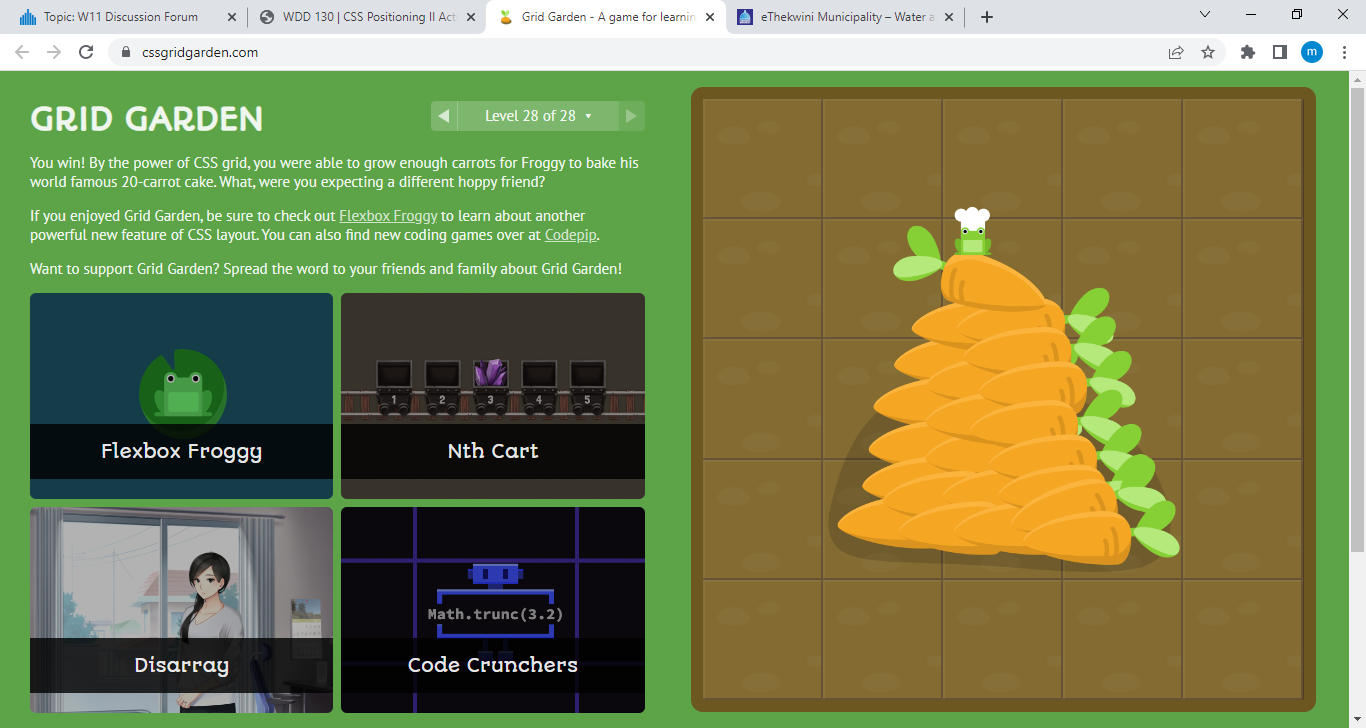 Topic: W11 Discussion Forum
WDD 130 | CSS Positioning II Acti
Grid Garden - A game for learnin
eThekwini Municipality – Water a
cssgridgarden.com
m
GRID GARDEN
Level 28 of 28
You win! By the power of CSS grid, you were able to grow enough carrots for Froggy to bake his
world famous 20-carrot cake. What, were you expecting a different hoppy friend?
If you enjoyed Grid Garden, be sure to check out Flexbox Froggy to learn about another
powerful new feature of CSS layout. You can also find new coding games over at Codepip.
Want to support Grid Garden? Spread the word to your friends and family about Grid Garden!
Flexbox Froggy
1 2 3 4 5
Nth Cart
Disarray
Math.trunc(3.2)
Code Crunchers